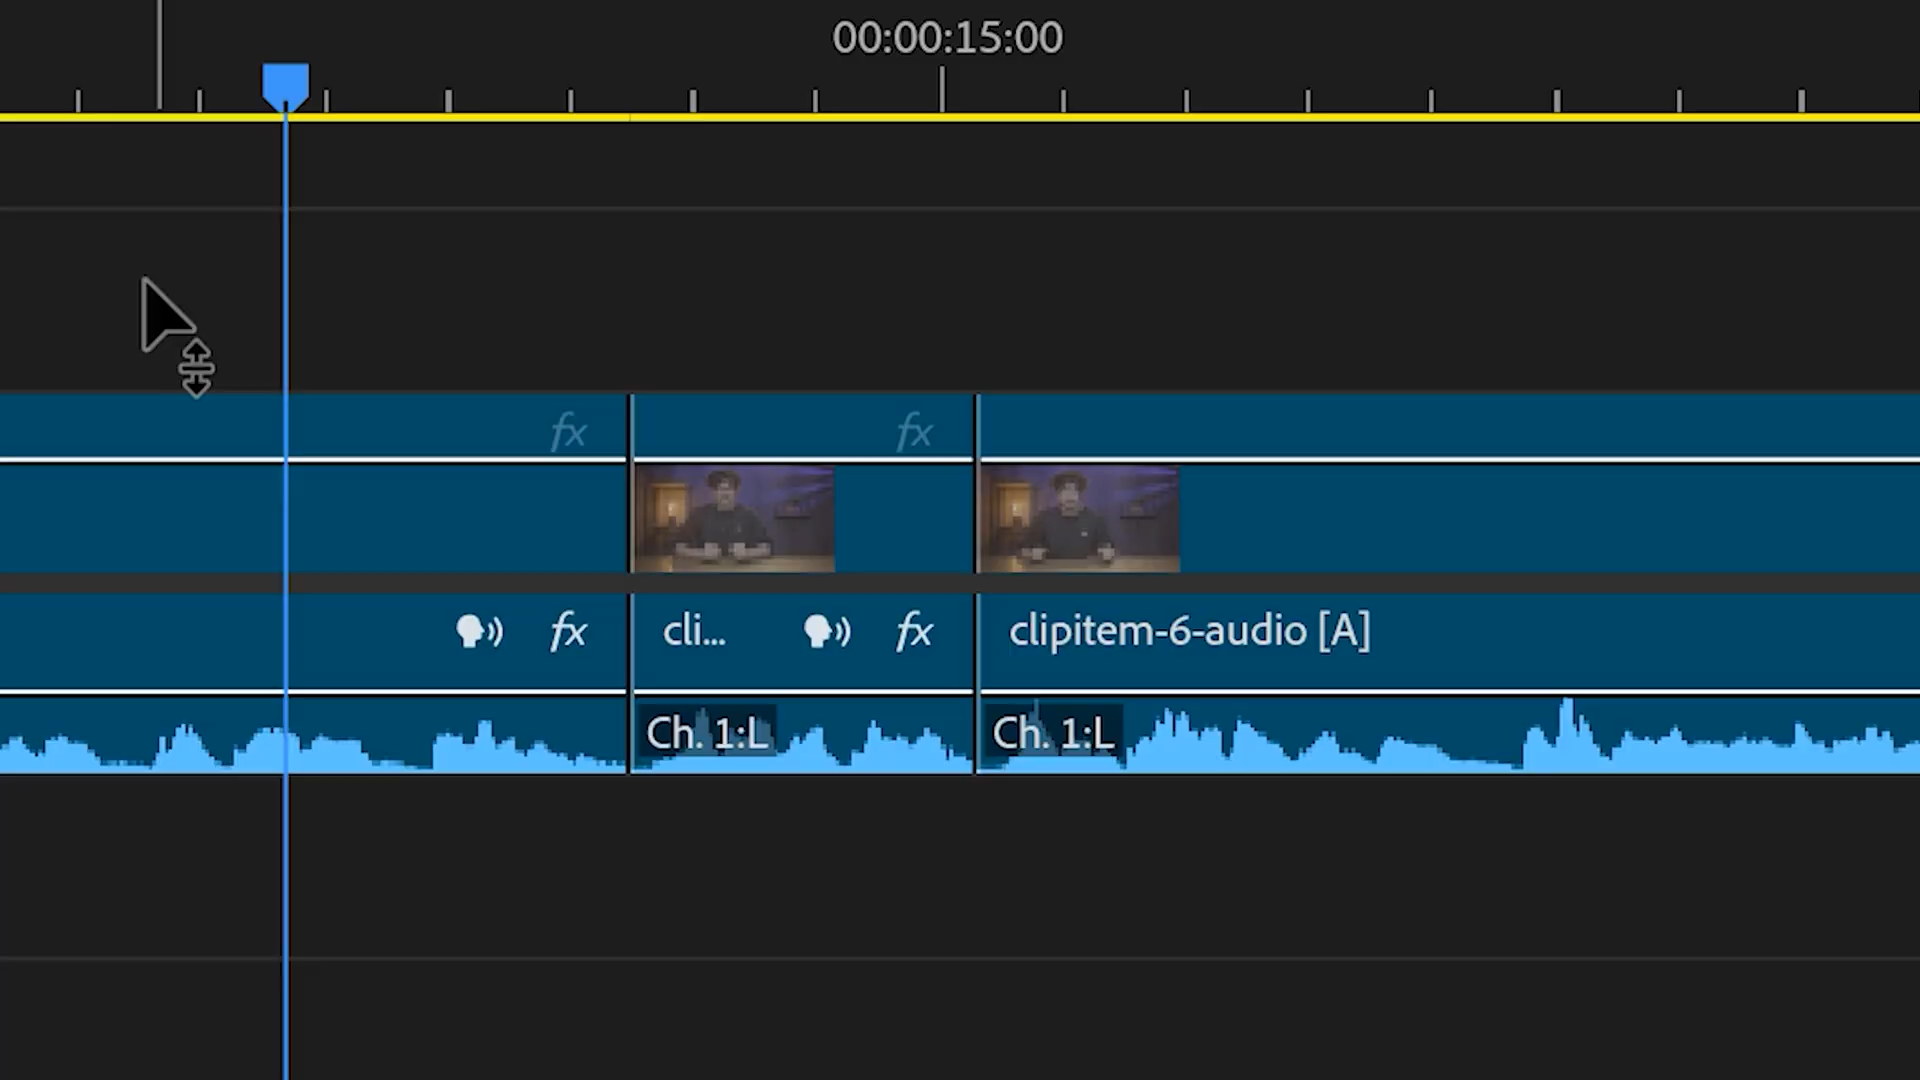 00:00:15:00
fx fx
fx cli... fx clipitem-6-audio [A]
Ch. 1:L Ch. 1:L